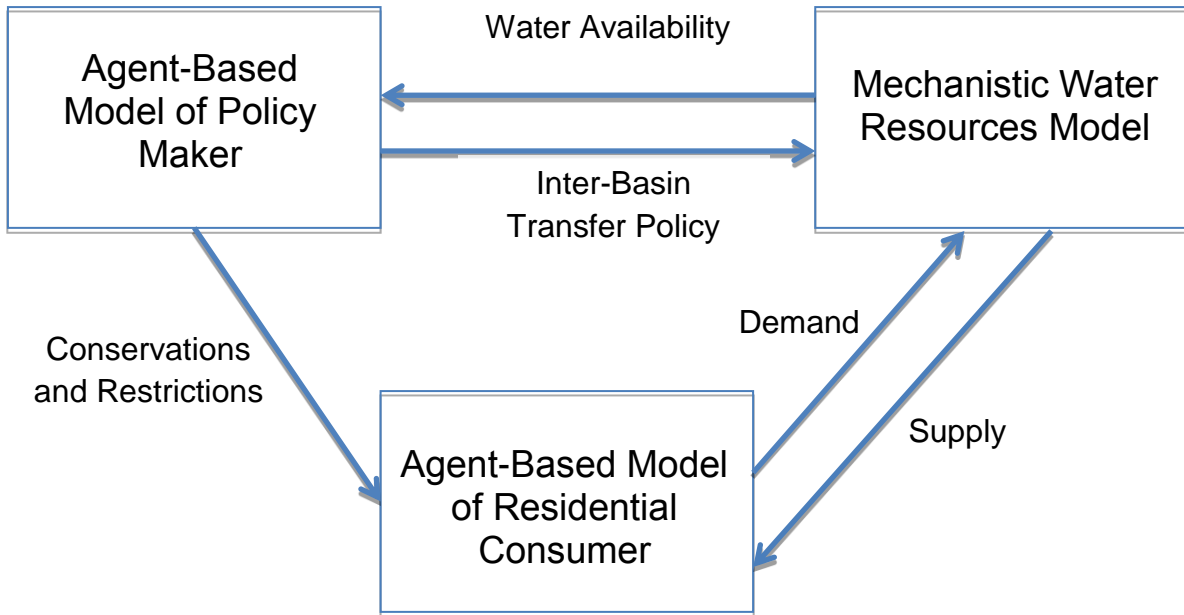 Water Availability
Agent-Based
Model of Policy
Maker
Mechanistic Water
Resources Model
Inter-Basin
Transfer Policy
Demand
Conservations
and Restrictions
Supply
Agent-Based Model
of Residential
Consumer